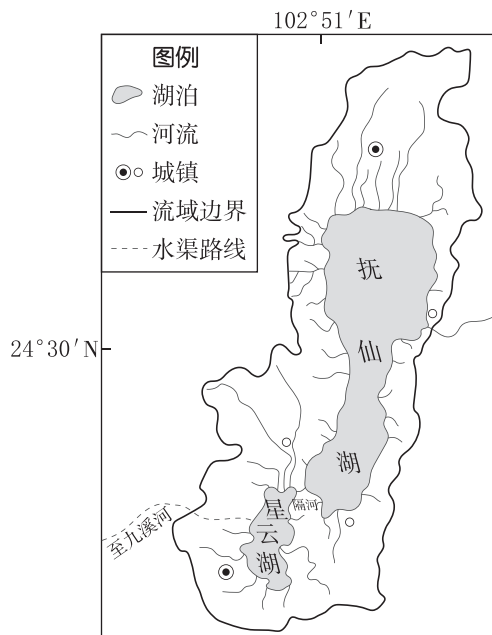 102°51′E
图例
湖泊
河流
城镇
流域边界
水渠路线
24°30′N
抚
仙
湖
隔河
星
云
湖
至九溪河